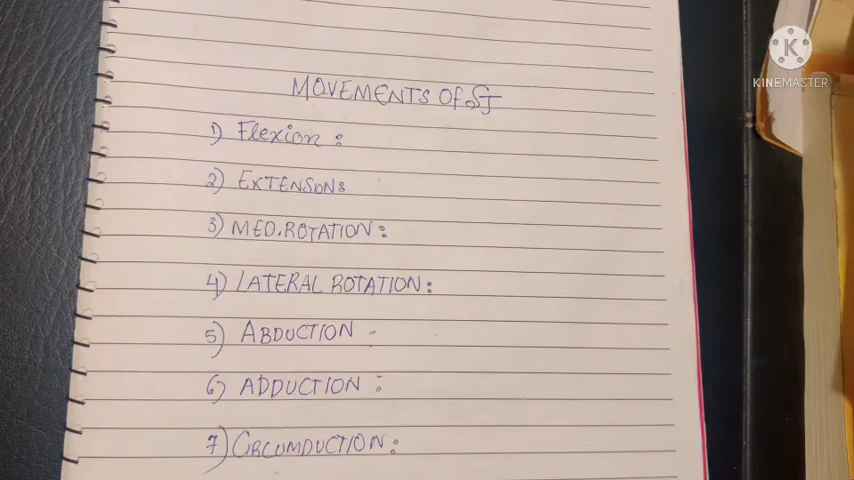 MOVEMENTS OF SJ
1) Flexion :
2) EXTENSION:
3) MED.ROTATION:
4) LATERAL ROTATION:
5) ABDUCTION -
6) ADDUCTION :
7) CIRCUMDUCTION:
K
KINEMASTER